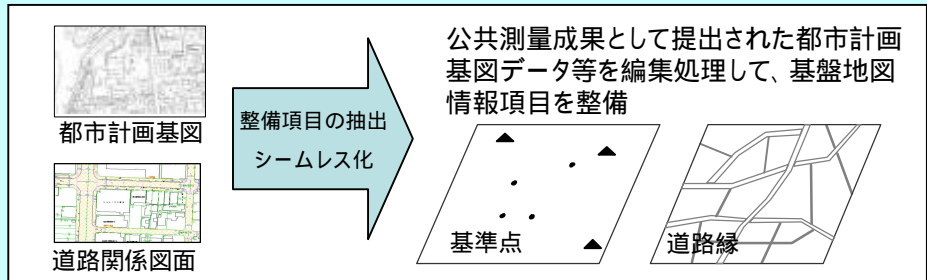 公共測量成果として提出された都市計画
基図データ等を編集処理して、基盤地図
情報項目を整備
都市計画基図
整備項目の抽出
シームレス化
道路関係図面
基準点
道路縁